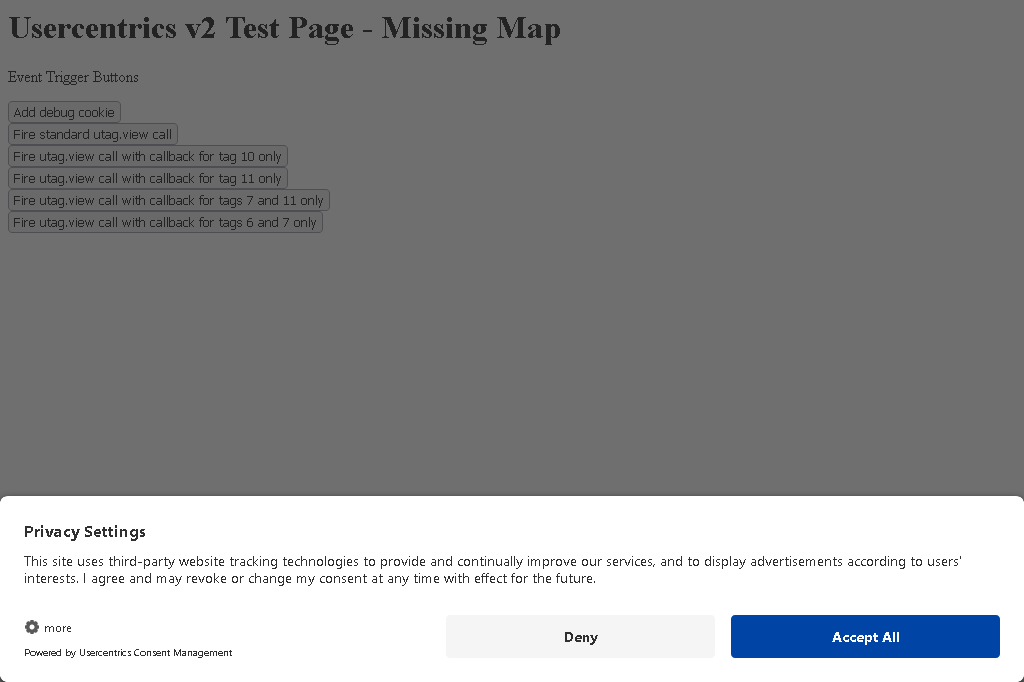 Usercentrics v2 Test Page - Missing Map
Event Trigger Buttons
Add debug cookie
Fire standard utag.view call
Fire utag.view call with callback for tag 10 only
Fire utag.view call with callback for tag 11 only
Fire utag.view call with callback for tags 7 and 11 only
Fire utag.view call with callback for tags 6 and 7 only
Privacy Settings
This site uses third-party website tracking technologies to provide and continually improve our services, and to display advertisements according to users'
interests. I agree and may revoke or change my consent at any time with effect for the future.
more
Deny
Accept All
Powered by Usercentrics Consent Management